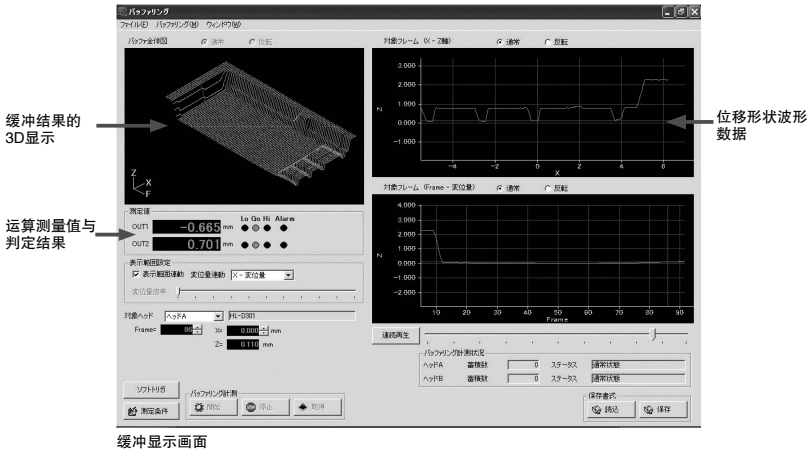 バッファリング
ファイル(F) バッファリング(M) ウィンドウ(W)
バッファ全体図 通常 反転
対象フレーム (X - Z軸) 通常 反転
缓冲结果的
3D显示
Z
X
F
Z
3.000
2.000
1.000
0.000
-1.000
-4 -2 0 2 4 6
X
位移形状波形
数据
运算测量值与
判定结果
測定値
Lo Go Hi Alarm
OUT1 -0.665 mm
OUT2 0.701 mm
対象フレーム (Frame - 変位量) 通常 反転
N
4.000
3.000
2.000
1.000
0.000
-1.000
-2.000
10 20 30 40 50 60 70 80 90
Frame
表示範囲設定
表示範囲連動 変位量連動 X - 変位量
変位量倍率
対象ヘッド ヘッドA HL-D301
Frame= 86 X= 0.000 mm
Z= 0.110 mm
連続再生
バッファリング計測状況
ヘッドA 蓄積数 0 ステータス 通常状態
ヘッドB 蓄積数 0 ステータス 通常状態
ソフトトリガ
測定条件
バッファリング計測
開始 停止 取得
保存書式
読込 保存
缓冲显示画面